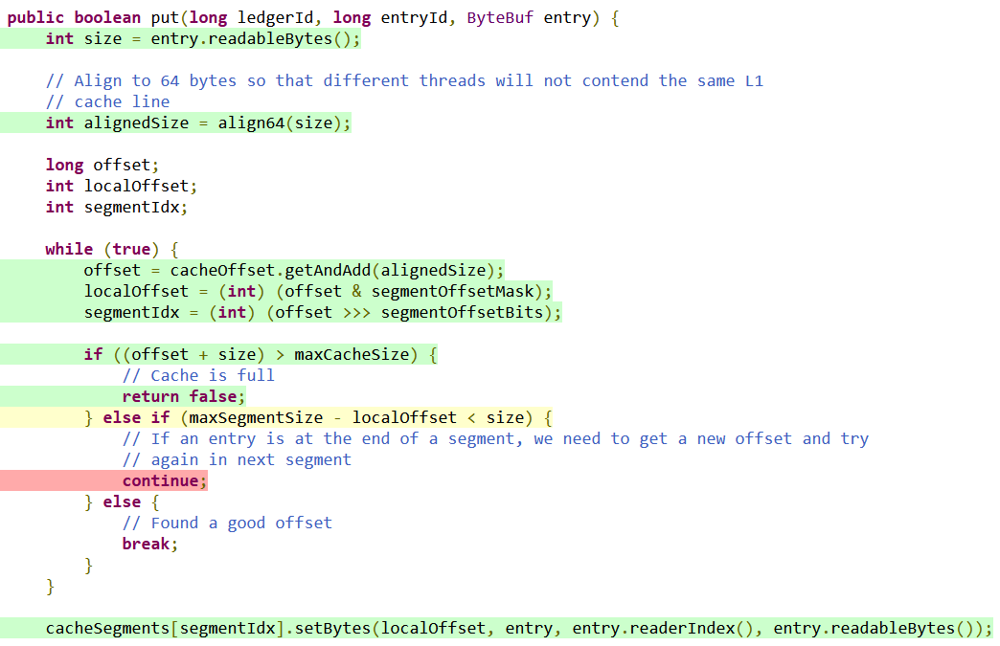 public boolean put(long ledgerId, long entryId, ByteBuf entry) {
    int size = entry.readableBytes();

    // Align to 64 bytes so that different threads will not contend the same L1
    // cache line
    int alignedSize = align64(size);

    long offset;
    int localOffset;
    int segmentIdx;

    while (true) {
        offset = cacheOffset.getAndAdd(alignedSize);
        localOffset = (int) (offset & segmentOffsetMask);
        segmentIdx = (int) (offset >>> segmentOffsetBits);

        if ((offset + size) > maxCacheSize) {
            // Cache is full
            return false;
        } else if (maxSegmentSize - localOffset < size) {
            // If an entry is at the end of a segment, we need to get a new offset and try
            // again in next segment
            continue;
        } else {
            // Found a good offset
            break;
        }
    }

    cacheSegments[segmentIdx].setBytes(localOffset, entry, entry.readerIndex(), entry.readableBytes());